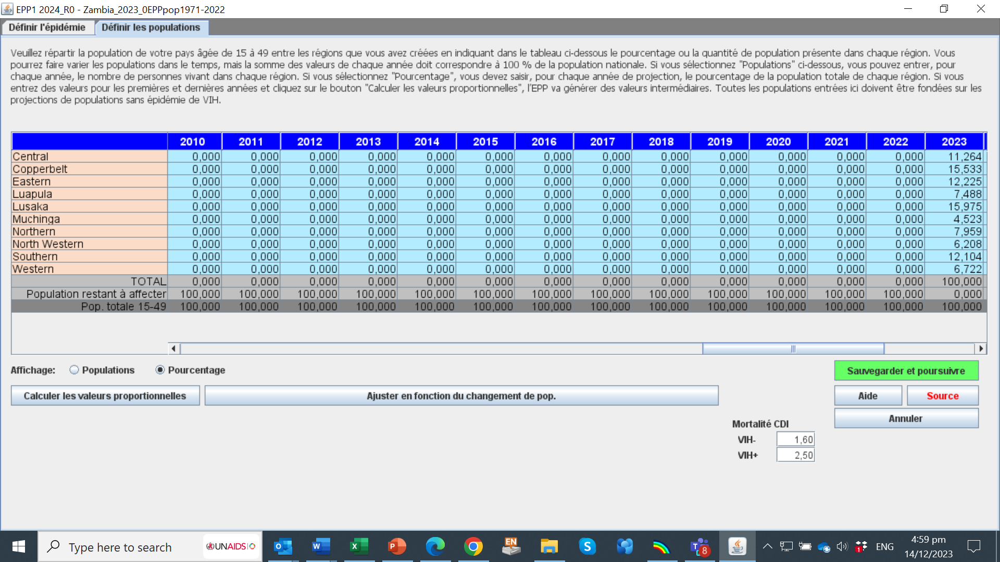 EPP1 2024_R0 - Zambia_2023_0EPPpop1971-2022
Définir l'épidémie Définir les populations
Veuillez répartir la population de votre pays âgée de 15 à 49 entre les régions que vous avez créées en indiquant dans le tableau ci-dessous le pourcentage ou la quantité de population présente dans chaque région. Vous
pourrez faire varier les populations dans le temps, mais la somme des valeurs de chaque année doit correspondre à 100 % de la population nationale. Si vous sélectionnez "Populations" ci-dessous, vous pouvez entrer, pour
chaque année, le nombre de personnes vivant dans chaque région. Si vous sélectionnez "Pourcentage", vous devez saisir, pour chaque année de projection, le pourcentage de la population totale de chaque région. Si vous
entrez des valeurs pour les premières et dernières années et cliquez sur le bouton "Calculer les valeurs proportionnelles", l'EPP va générer des valeurs intermédiaires. Toutes les populations entrées ici doivent être fondées sur les
projections de populations sans épidémie de VIH.
2010 2011 2012 2013 2014 2015 2016 2017 2018 2019 2020 2021 2022 2023
Central 0,000 0,000 0,000 0,000 0,000 0,000 0,000 0,000 0,000 0,000 0,000 0,000 0,000 11,264
Copperbelt 0,000 0,000 0,000 0,000 0,000 0,000 0,000 0,000 0,000 0,000 0,000 0,000 0,000 15,533
Eastern 0,000 0,000 0,000 0,000 0,000 0,000 0,000 0,000 0,000 0,000 0,000 0,000 0,000 12,225
Luapula 0,000 0,000 0,000 0,000 0,000 0,000 0,000 0,000 0,000 0,000 0,000 0,000 0,000 7,488
Lusaka 0,000 0,000 0,000 0,000 0,000 0,000 0,000 0,000 0,000 0,000 0,000 0,000 0,000 15,975
Muchinga 0,000 0,000 0,000 0,000 0,000 0,000 0,000 0,000 0,000 0,000 0,000 0,000 0,000 4,523
Northern 0,000 0,000 0,000 0,000 0,000 0,000 0,000 0,000 0,000 0,000 0,000 0,000 0,000 7,959
North Western 0,000 0,000 0,000 0,000 0,000 0,000 0,000 0,000 0,000 0,000 0,000 0,000 0,000 6,208
Southern 0,000 0,000 0,000 0,000 0,000 0,000 0,000 0,000 0,000 0,000 0,000 0,000 0,000 12,104
Western 0,000 0,000 0,000 0,000 0,000 0,000 0,000 0,000 0,000 0,000 0,000 0,000 0,000 6,722
TOTAL 0,000 0,000 0,000 0,000 0,000 0,000 0,000 0,000 0,000 0,000 0,000 0,000 0,000 100,000
Population restant à affecter 100,000 100,000 100,000 100,000 100,000 100,000 100,000 100,000 100,000 100,000 100,000 100,000 100,000 0,000
Pop. totale 15-49 100,000 100,000 100,000 100,000 100,000 100,000 100,000 100,000 100,000 100,000 100,000 100,000 100,000 100,000
Affichage: Populations Pourcentage
Sauvegarder et poursuivre
Calculer les valeurs proportionnelles Ajuster en fonction du changement de pop. Aide Source
Annuler
Mortalité CDI
VIH- 1,60
VIH+ 2,50
Type here to search UNAIDS EN 8 1 ENG
4:59 pm
14/12/2023